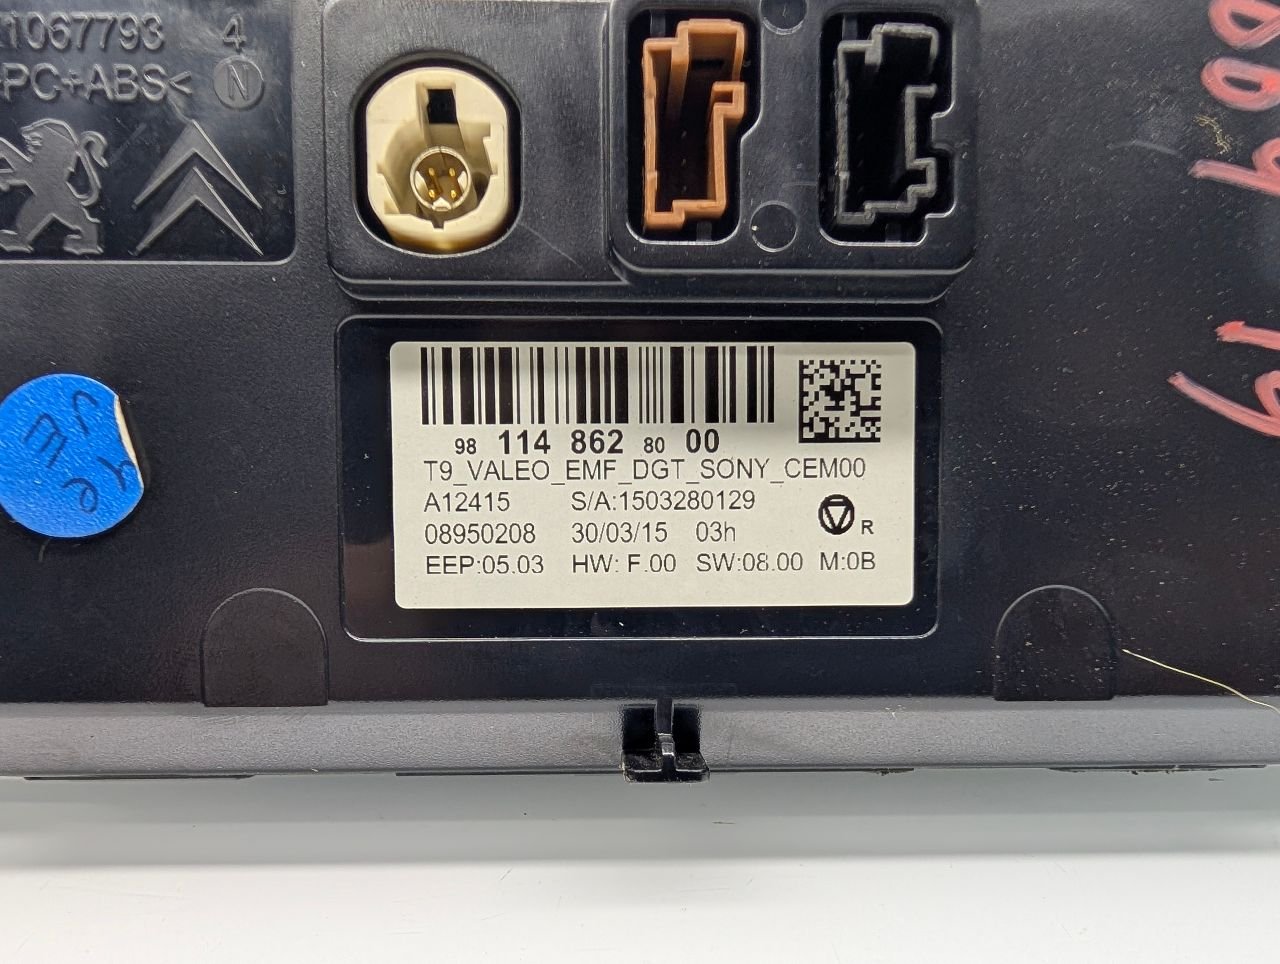 21067793 4
>PC+ABS< N
98 114 862 80 00
T9_VALEO_EMF_DGT_SONY_CEM00
A12415 S/A:1503280129
08950208 30/03/15 03h
R
EEP:05.03 HW: F.00 SW:08.00 M:0B